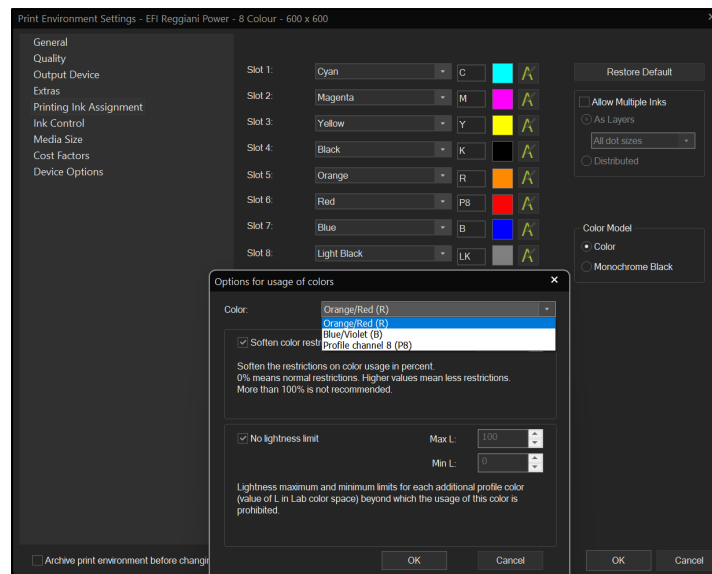 Print Environment Settings - EFI Reggiani Power - 8 Colour - 600 x 600
General
Quality
Output Device
Extras
Printing Ink Assignment
Ink Control
Media Size
Cost Factors
Device Options
Slot 1: Cyan C
Slot 2: Magenta M
Slot 3: Yellow Y
Slot 4: Black K
Slot 5: Orange R
Slot 6: Red P8
Slot 7: Blue B
Slot 8: Light Black LK
Restore Default
Allow Multiple Inks
As Layers
All dot sizes
Distributed
Color Model
Color
Monochrome Black
Options for usage of colors
Color: Orange/Red (R)
Orange/Red (R)
Blue/Violet (B)
Profile channel 8 (P8)
Soften color restr
Soften the restrictions on color usage in percent.
0% means normal restrictions. Higher values mean less restrictions.
More than 100% is not recommended.
No lightness limit
Max L: 100
Min L: 0
Lightness maximum and minimum limits for each additional profile color
(value of L in Lab color space) beyond which the usage of this color is
prohibited.
OK Cancel
Archive print environment before changin
OK Cancel